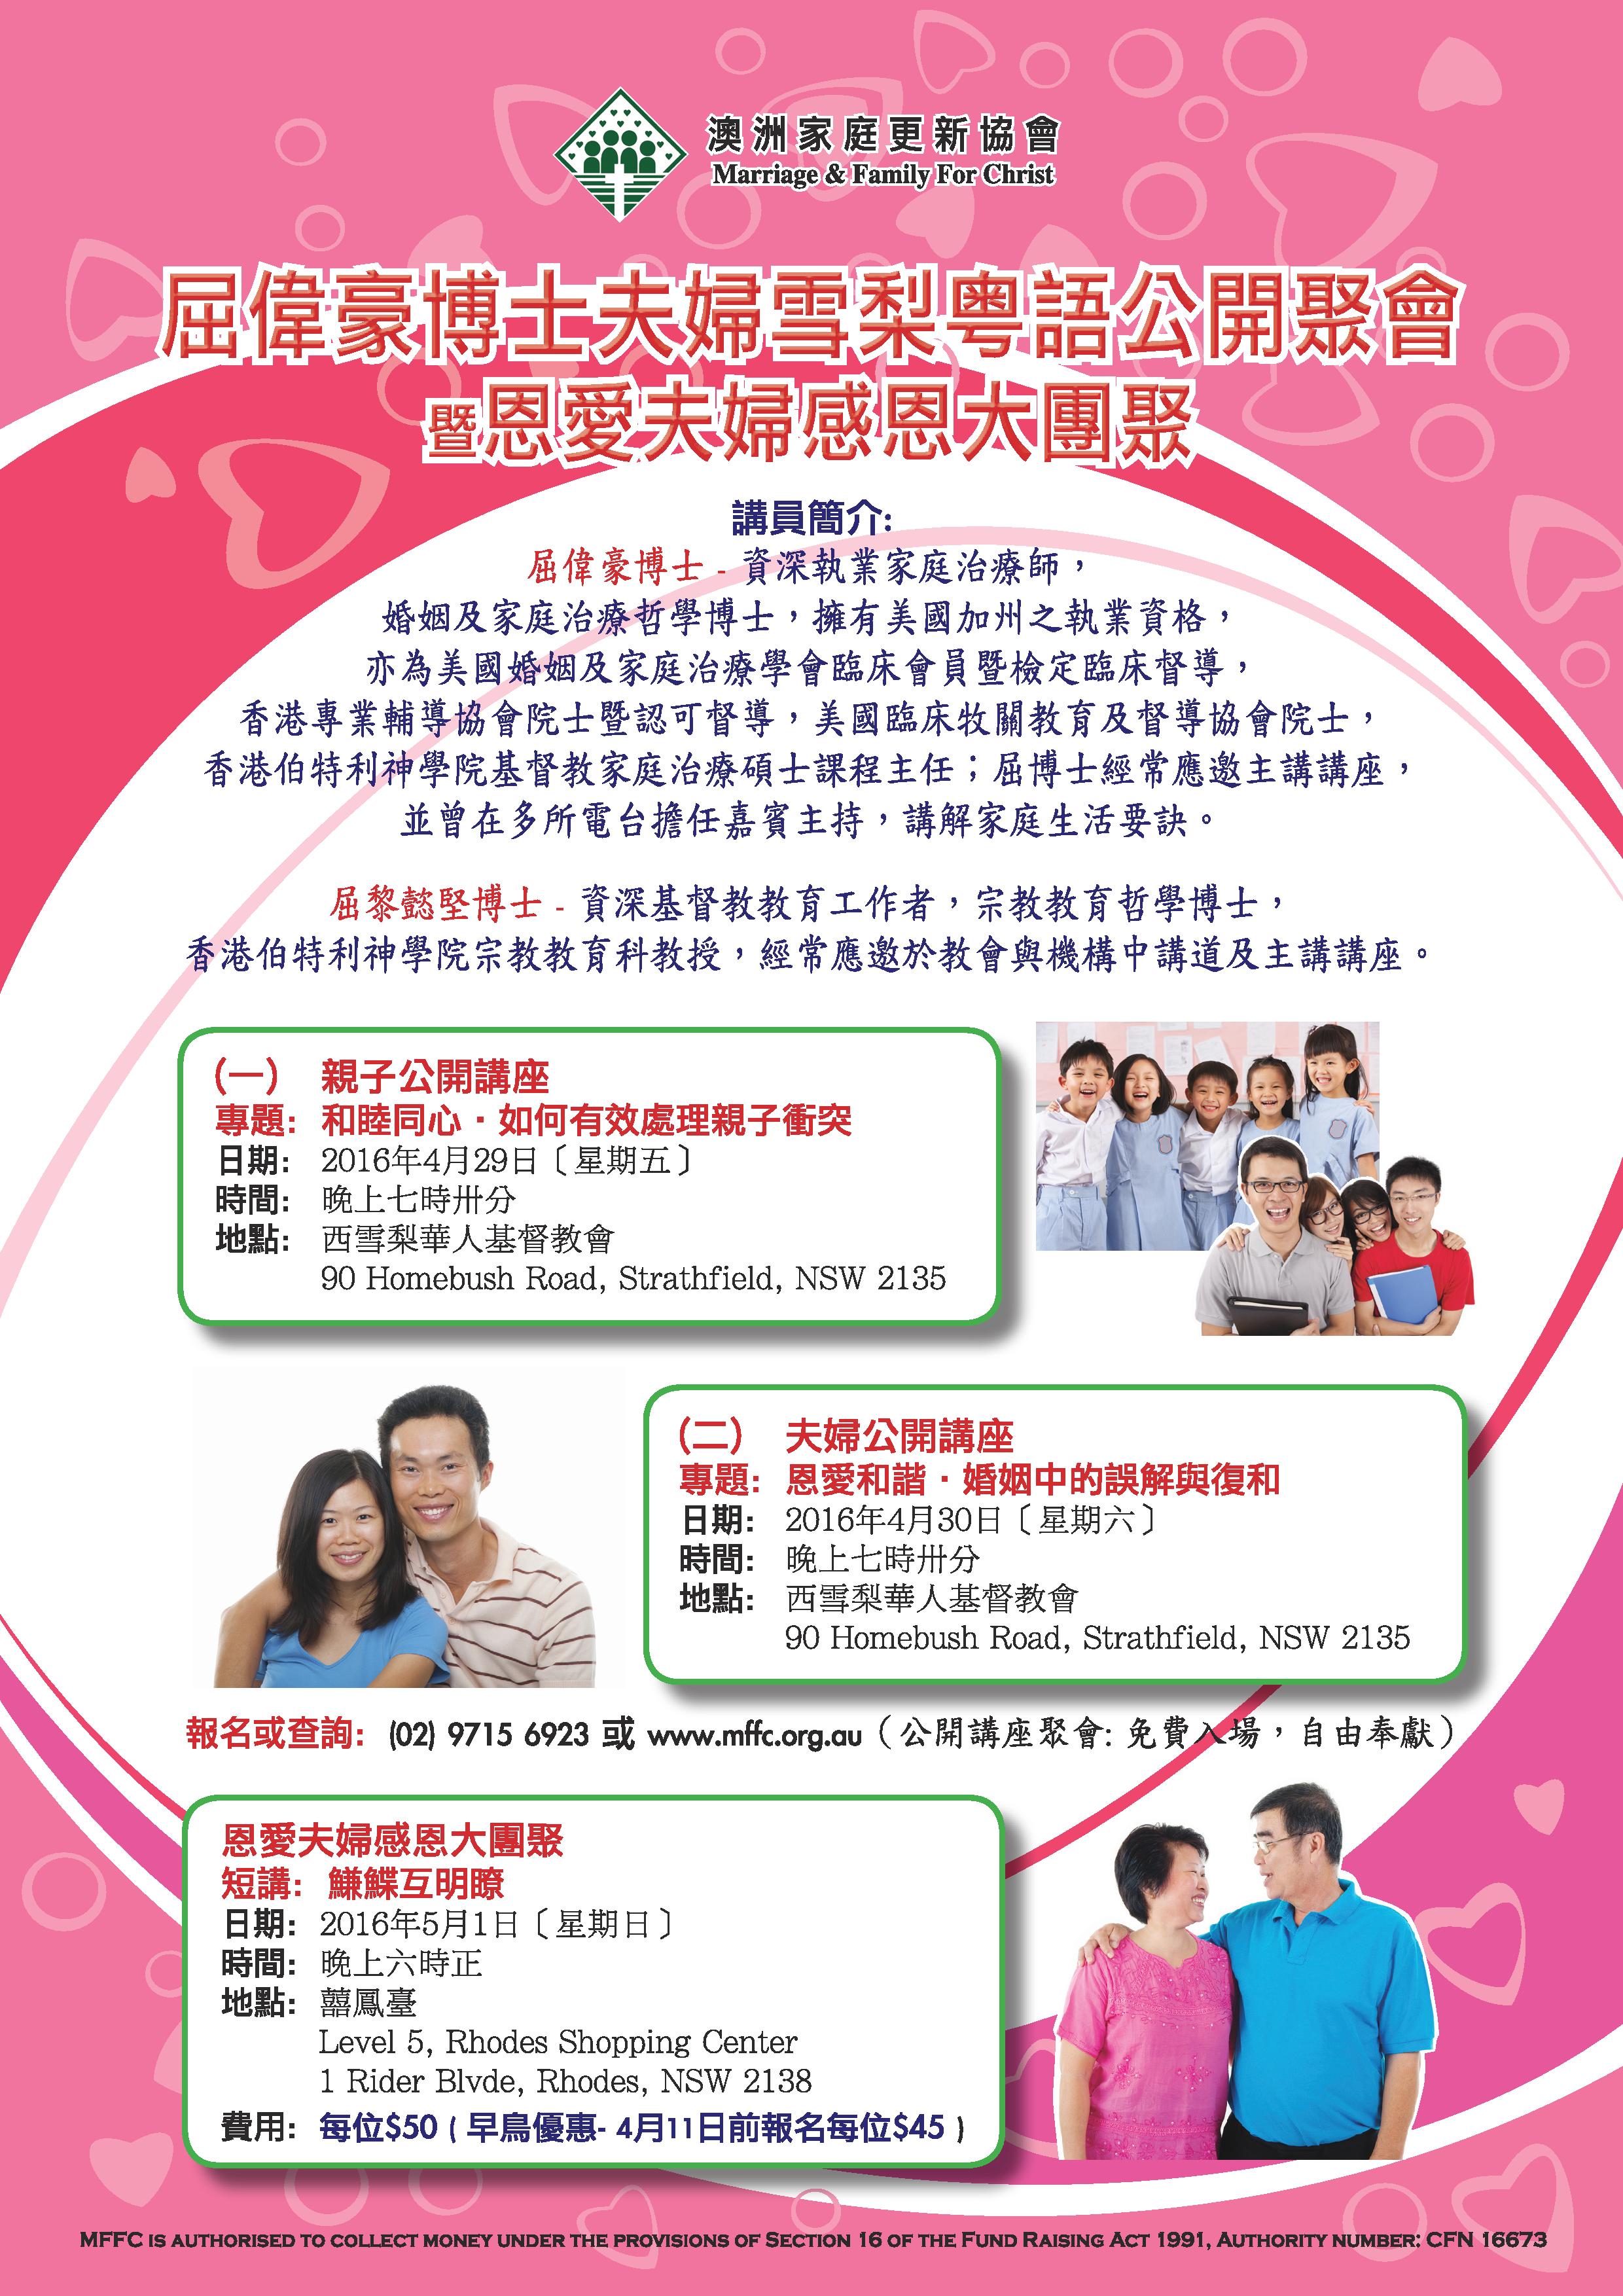 澳洲家庭更新協會
Marriage & Family For Christ
屈偉豪博士夫婦雪梨粵語公開聚會
暨恩愛夫婦感恩大團聚
講員簡介:
屈偉豪博士 - 資深執業家庭治療師，
婚姻及家庭治療哲學博士，擁有美國加州之執業資格，
亦為美國婚姻及家庭治療學會臨床會員暨檢定臨床督導，
香港專業輔導協會院士暨認可督導，美國臨床牧關教育及督導協會院士，
香港伯特利神學院基督教家庭治療碩士課程主任；屈博士經常應邀主講講座，
並曾在多所電台擔任嘉賓主持，講解家庭生活要訣。
屈黎懿堅博士 - 資深基督教教育工作者，宗教教育哲學博士，
香港伯特利神學院宗教教育科教授，經常應邀於教會與機構中講道及主講講座。
(一) 親子公開講座
專題: 和睦同心・如何有效處理親子衝突
日期: 2016年4月29日〔星期五〕
時間: 晚上七時卅分
地點: 西雪梨華人基督教會
90 Homebush Road, Strathfield, NSW 2135
(二) 夫婦公開講座
專題: 恩愛和諧・婚姻中的誤解與復和
日期: 2016年4月30日〔星期六〕
時間: 晚上七時卅分
地點: 西雪梨華人基督教會
90 Homebush Road, Strathfield, NSW 2135
報名或查詢: (02) 9715 6923 或 www.mffc.org.au（公開講座聚會: 免費入場，自由奉獻）
恩愛夫婦感恩大團聚
短講: 鰜鰈互明瞭
日期: 2016年5月1日〔星期日〕
時間: 晚上六時正
地點: 囍鳳臺
Level 5, Rhodes Shopping Center
1 Rider Blvde, Rhodes, NSW 2138
費用: 每位$50 ( 早鳥優惠- 4月11日前報名每位$45 )
MFFC IS AUTHORISED TO COLLECT MONEY UNDER THE PROVISIONS OF SECTION 16 OF THE FUND RAISING ACT 1991, AUTHORITY NUMBER: CFN 16673